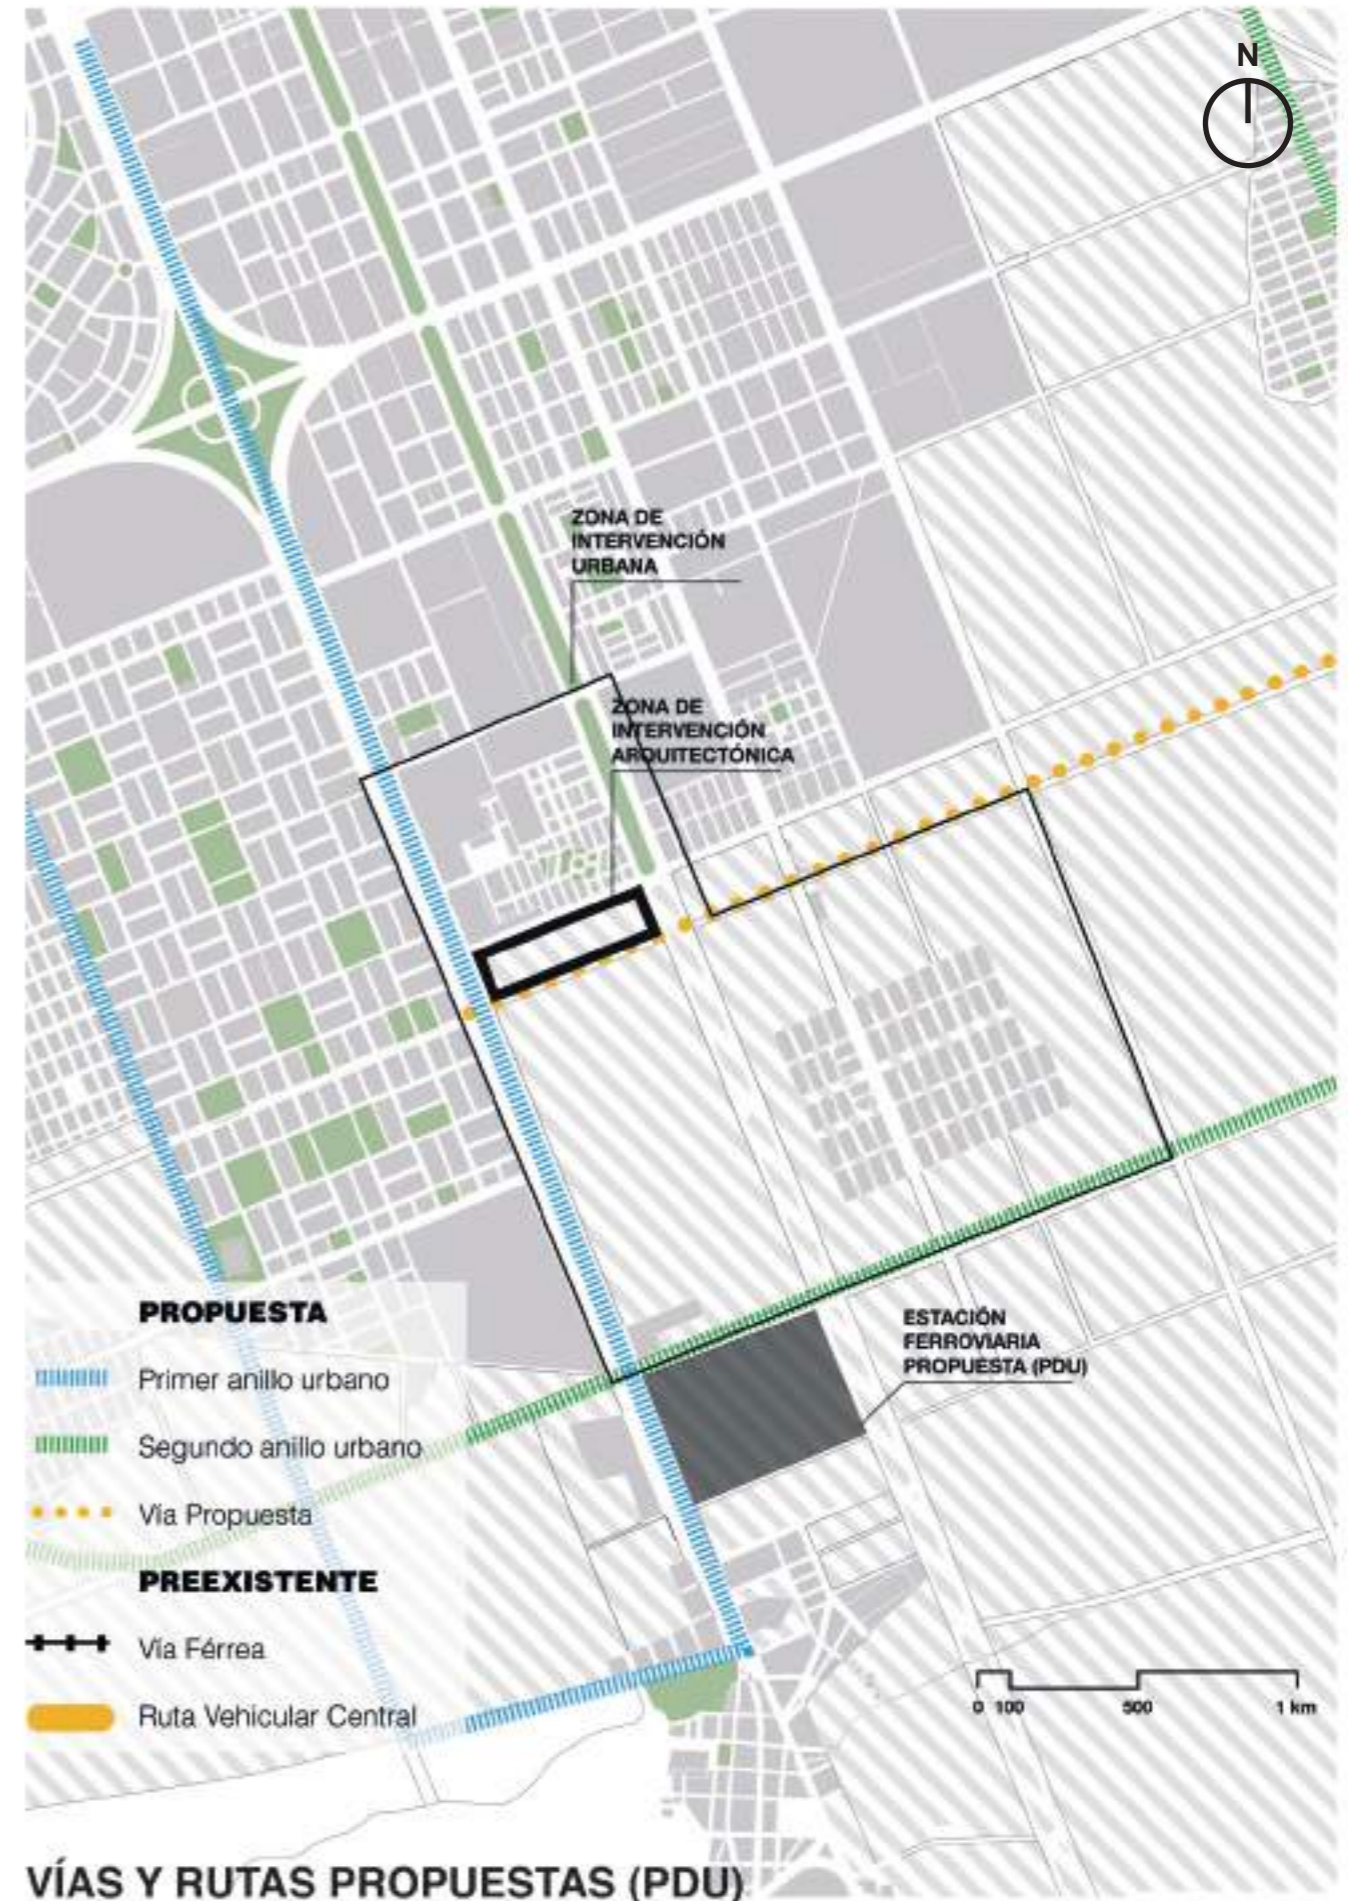 N
ZONA DE
INTERVENCIÓN
URBANA
ZONA DE
INTERVENCIÓN
ARQUITECTÓNICA
ESTACIÓN
FERROVIARIA
PROPUESTA (PDU)
PROPUESTA
Primer anillo urbano
Segundo anillo urbano
Vía Propuesta
PREEXISTENTE
Vía Férrea
Ruta Vehicular Central
0 100 500 1 km
VÍAS Y RUTAS PROPUESTAS (PDU)